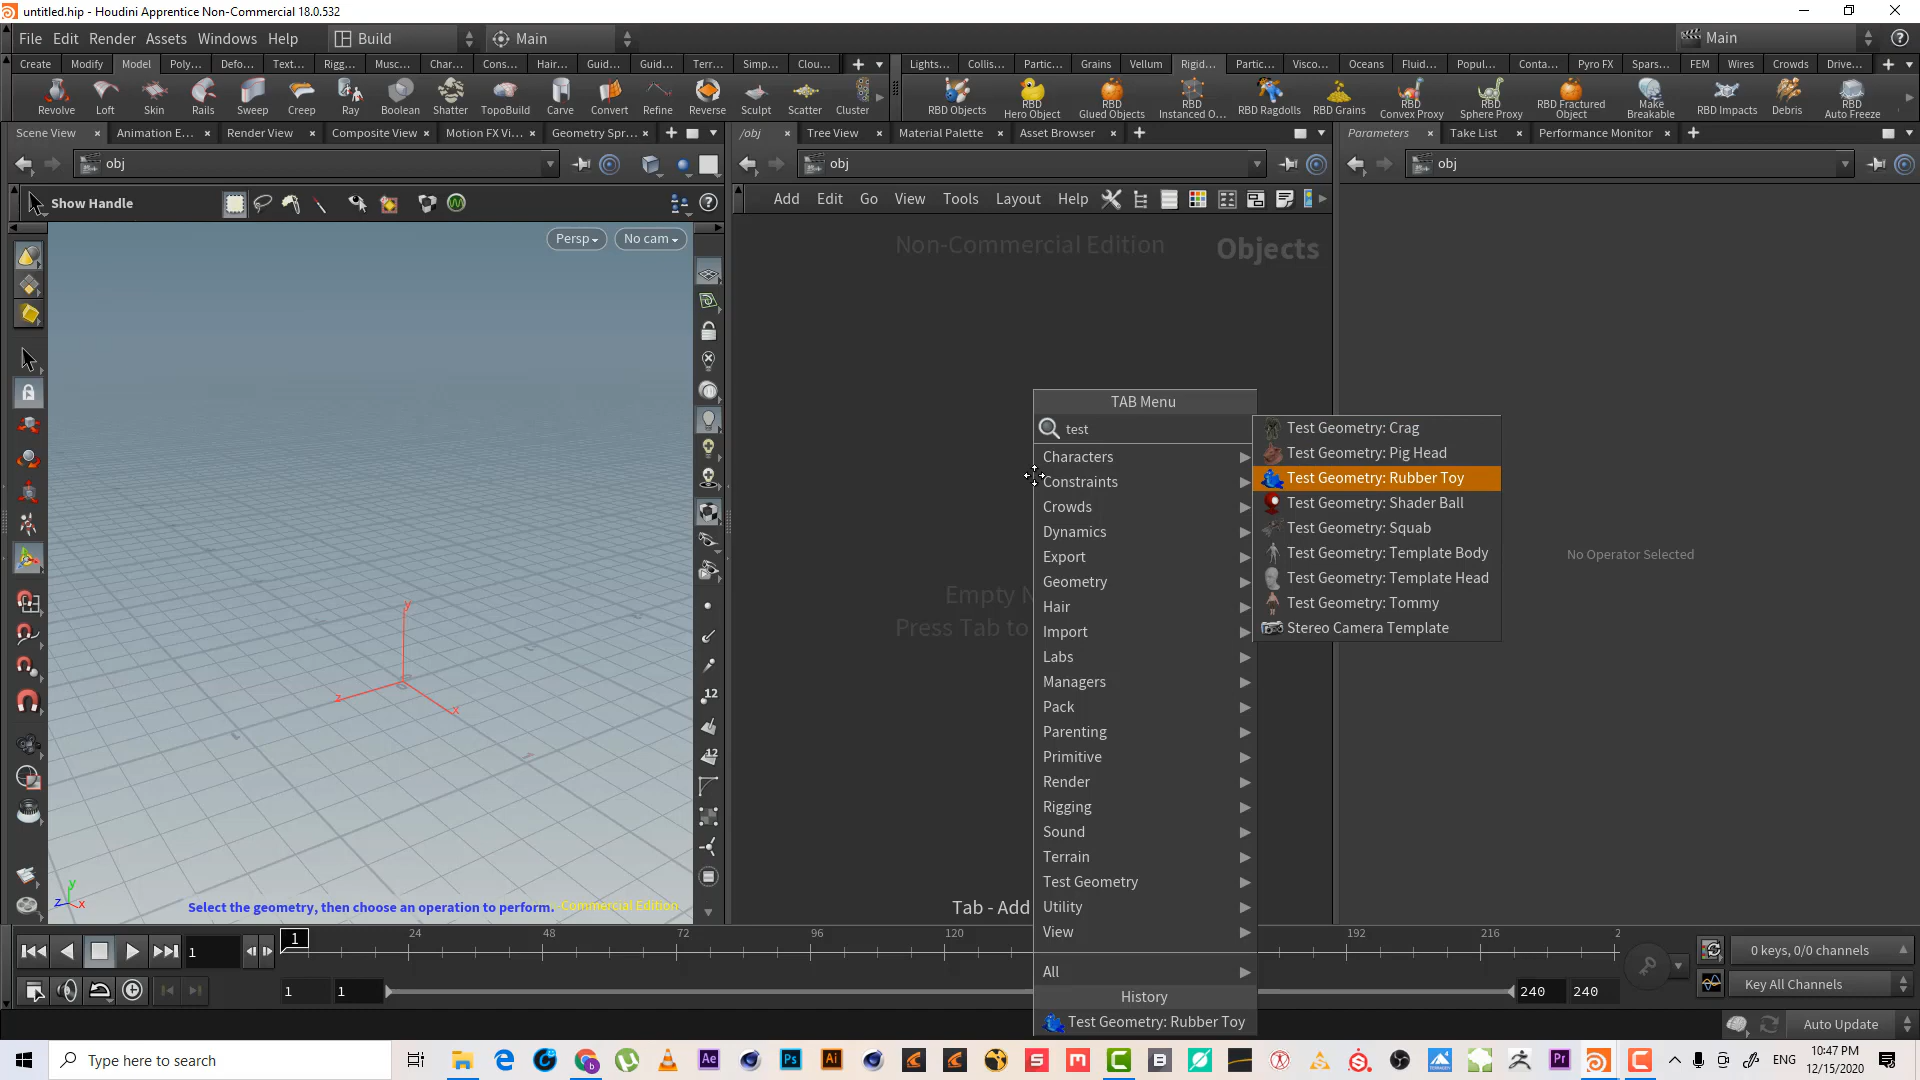 untitled.hip - Houdini Apprentice Non-Commercial 18.0.532
File Edit Render Assets Windows Help Build Main Main
Create Modify Model Poly... Defo... Text... Rigg... Musc... Char... Cons... Hair... Guid... Guid... Terr... Simp... Clou... Lights... Collis... Partic... Grains Vellum Rigid... Partic... Visco... Oceans Fluid... Popul... Conta... Pyro FX Spars... FEM Wires Crowds Drive...
Revolve Loft Skin Rails Sweep Creep Ray Boolean Shatter TopoBuild Carve Convert Refine Reverse Sculpt Scatter Cluster RBD Objects RBD Hero Object RBD Glued Objects RBD Instanced O... RBD Ragdolls RBD Grains RBD Convex Proxy RBD Sphere Proxy RBD Fractured Object Make Breakable RBD Impacts Debris RBD Auto Freeze
Scene View Animation E... Render View Composite View Motion FX Vi... Geometry Spr... /obj Tree View Material Palette Asset Browser Parameters Take List Performance Monitor
obj obj obj
Show Handle Add Edit Go View Tools Layout Help
Persp No cam
Non-Commercial Edition Objects
TAB Menu
test
Characters
Constraints
Crowds
Dynamics
Export
Geometry
Hair
Import
Labs
Managers
Pack
Parenting
Primitive
Render
Rigging
Sound
Terrain
Test Geometry
Utility
View
All
History
Test Geometry: Rubber Toy
Test Geometry: Crag
Test Geometry: Pig Head
Test Geometry: Rubber Toy
Test Geometry: Shader Ball
Test Geometry: Squab
Test Geometry: Template Body
Test Geometry: Template Head
Test Geometry: Tommy
Stereo Camera Template
No Operator Selected
Empty N
Press Tab to
Tab - Add
y
z
x
12
12
y
z
x
Select the geometry, then choose an operation to perform.
Commercial Edition
1 1 24 48 72 96 120 192 216 2
0 keys, 0/0 channels
1 1 240 240 Key All Channels
Auto Update
Type here to search
Ae Ps Ai S M C B Pr C
ENG
10:47 PM
12/15/2020